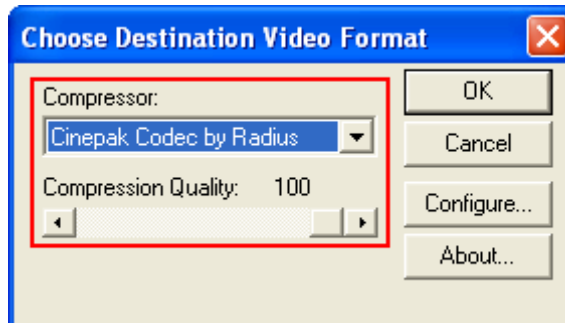 Choose Destination Video Format
Compressor:
Cinepak Codec by Radius
Compression Quality: 100
OK
Cancel
Configure...
About...